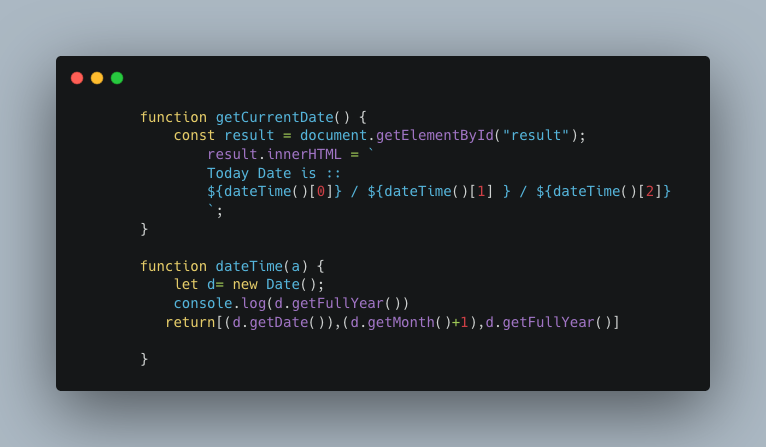 function getCurrentDate() {
const result = document.getElementById("result");
result.innerHTML = `
Today Date is ::
${dateTime()[0]} / ${dateTime()[1] } / ${dateTime()[2]}
`;
}
function dateTime(a) {
let d= new Date();
console.log(d.getFullYear())
return[(d.getDate()),(d.getMonth()+1),d.getFullYear()]
}